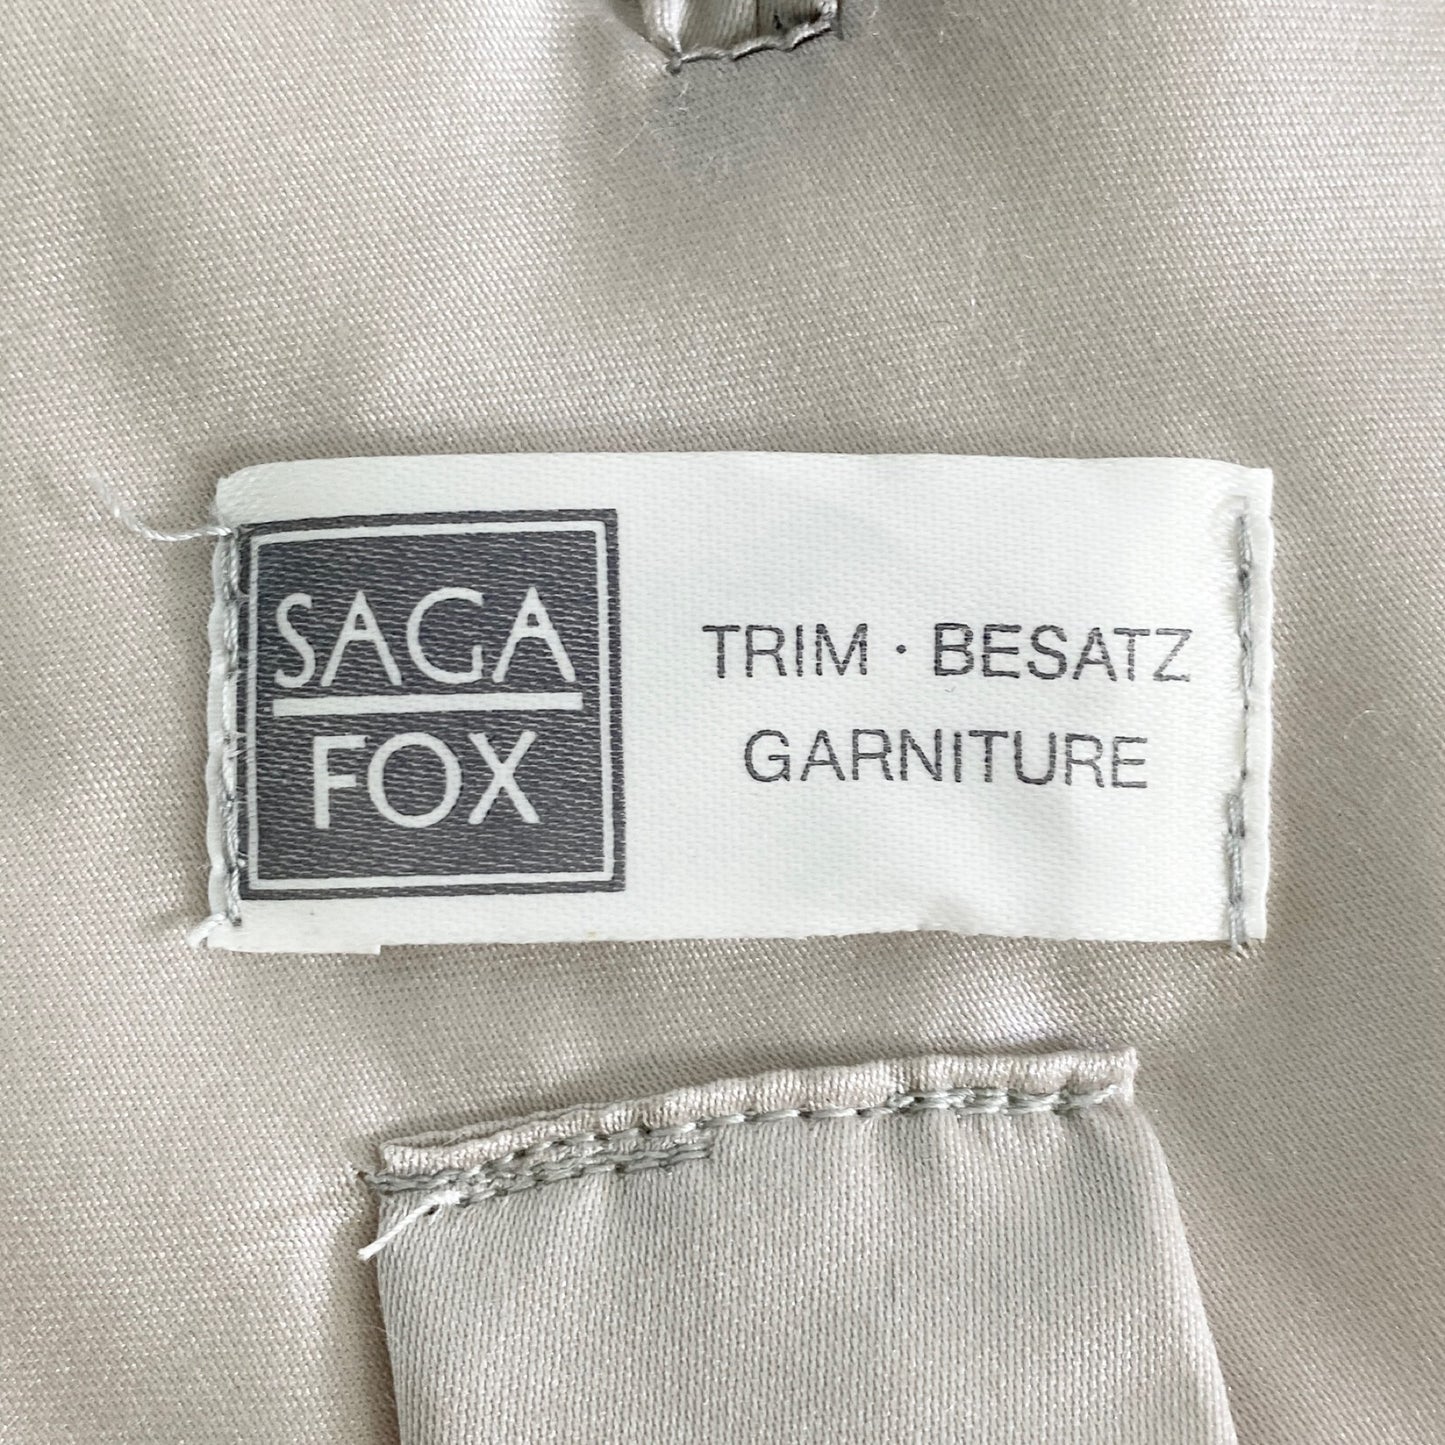 SAGA
FOX
TRIM · BESATZ
GARNITURE